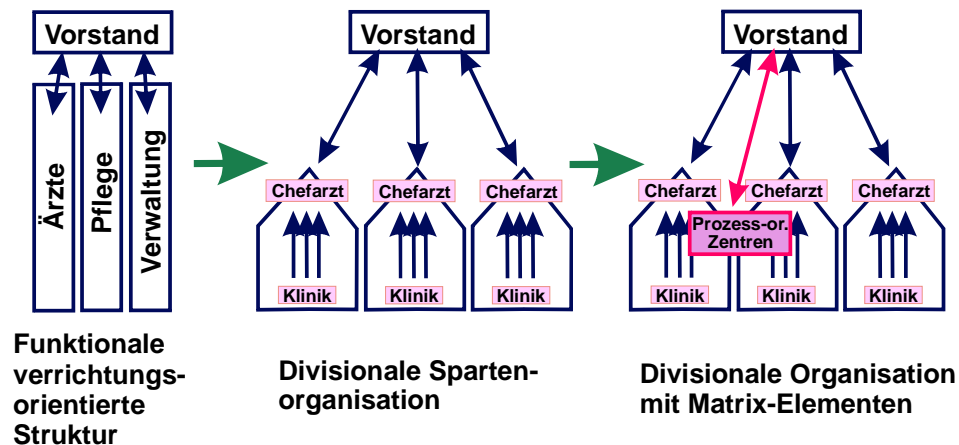 Vorstand
Ärzte
Pflege
Verwaltung
Funktionale
verrichtungs-
orientierte
Struktur
Vorstand
Chefarzt
Chefarzt
Chefarzt
Klinik
Klinik
Klinik
Divisionale Sparten-
organisation
Vorstand
Chefarzt
Chefarzt
Chefarzt
Prozess-or.
Zentren
Klinik
Klinik
Klinik
Divisionale Organisation
mit Matrix-Elementen